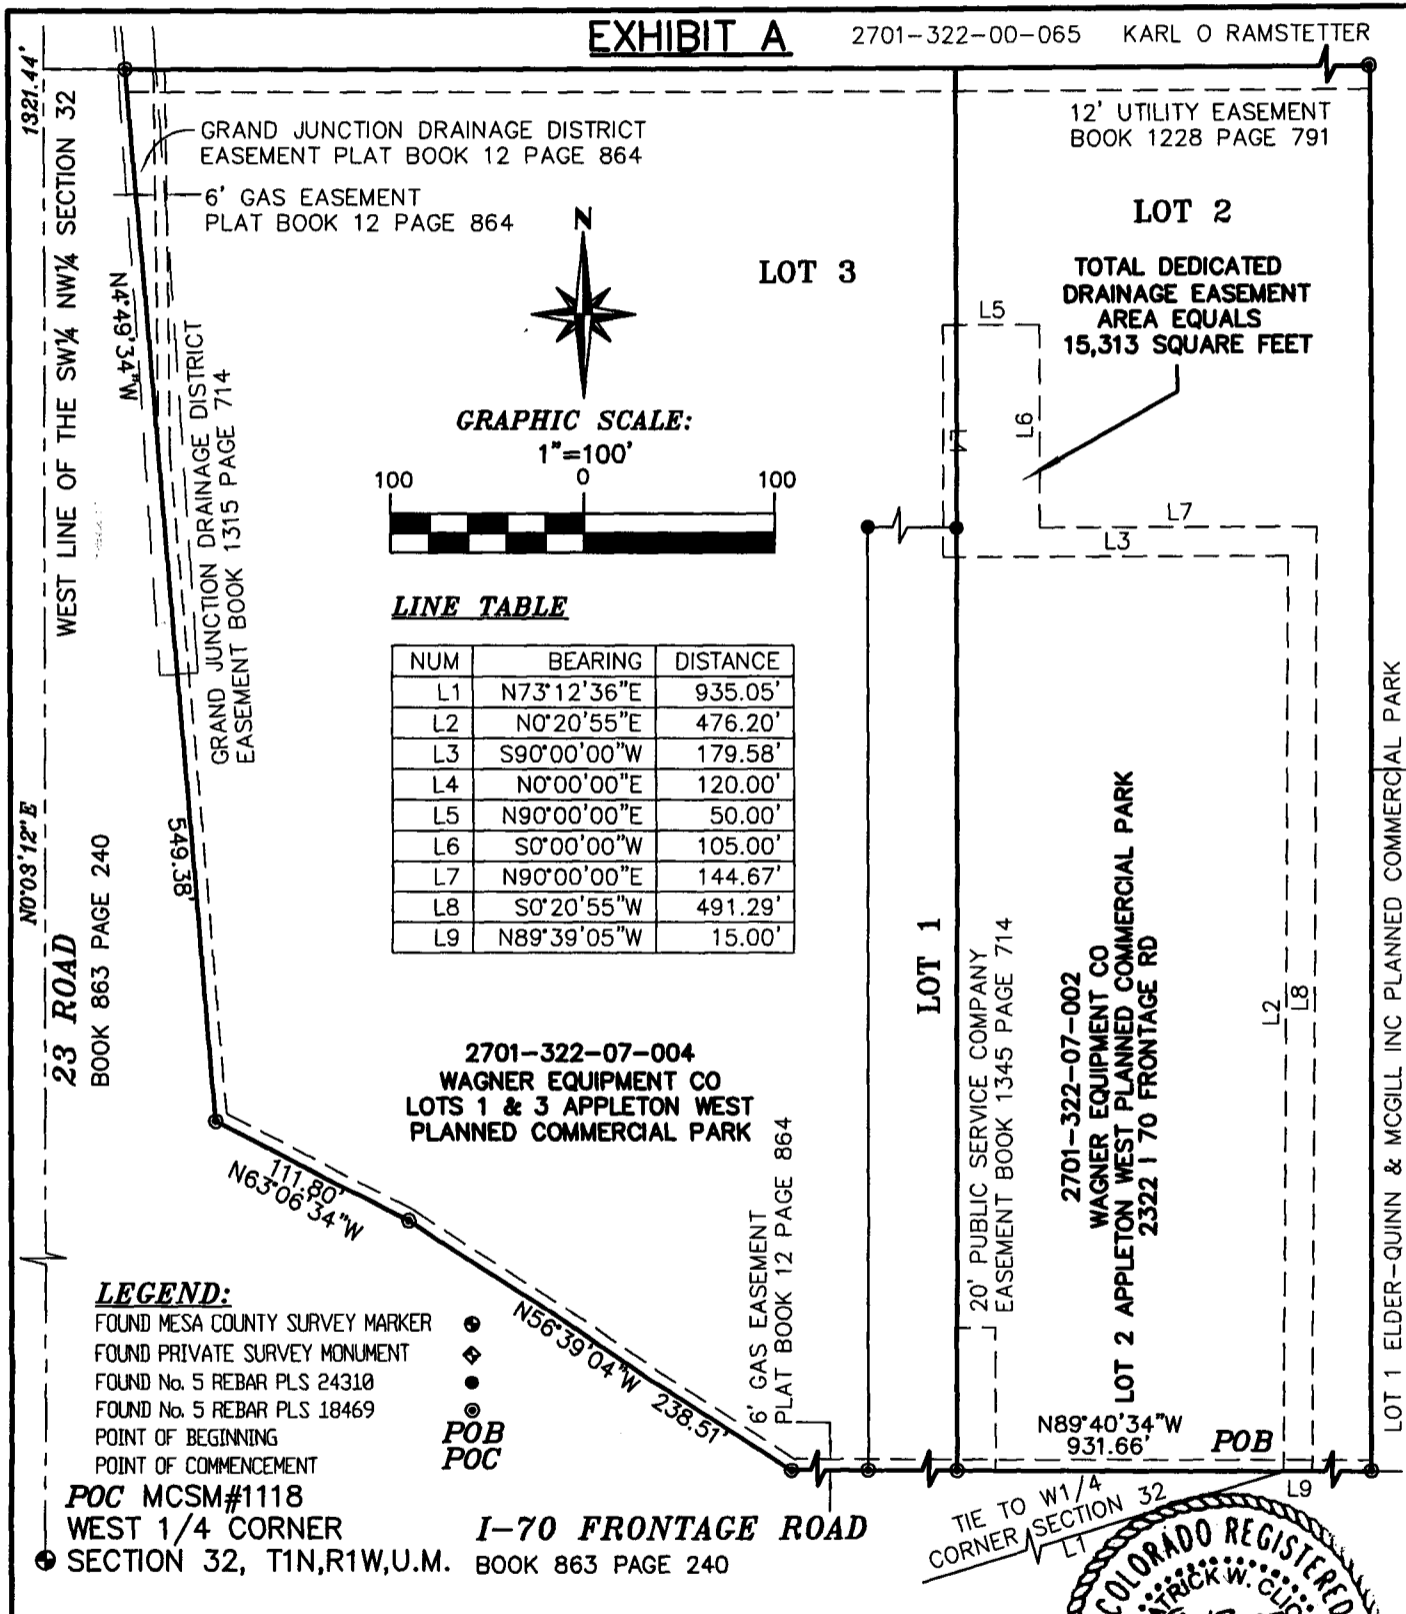 EXHIBIT A
2701-322-00-065 KARL O RAMSTETTER
1321.44'
WEST LINE OF THE SW¼ NW¼ SECTION 32
N0°03'12"E
23 ROAD
BOOK 863 PAGE 240
GRAND JUNCTION DRAINAGE DISTRICT
EASEMENT PLAT BOOK 12 PAGE 864
6' GAS EASEMENT
PLAT BOOK 12 PAGE 864
N4°49'34"W
549.38'
GRAND JUNCTION DRAINAGE DISTRICT
EASEMENT BOOK 1315 PAGE 714
12' UTILITY EASEMENT
BOOK 1228 PAGE 791
LOT 2
LOT 3
TOTAL DEDICATED
DRAINAGE EASEMENT
AREA EQUALS
15,313 SQUARE FEET
N
GRAPHIC SCALE:
1"=100'
100 0 100
L5
L6
L4
L7
L3
LINE TABLE
NUM BEARING DISTANCE
L1 N73°12'36"E 935.05'
L2 N0°20'55"E 476.20'
L3 S90°00'00"W 179.58'
L4 N0°00'00"E 120.00'
L5 N90°00'00"E 50.00'
L6 S0°00'00"W 105.00'
L7 N90°00'00"E 144.67'
L8 S0°20'55"W 491.29'
L9 N89°39'05"W 15.00'
LOT 1
20' PUBLIC SERVICE COMPANY
EASEMENT BOOK 1345 PAGE 714
2701-322-07-002
WAGNER EQUIPMENT CO
LOT 2 APPLETON WEST PLANNED COMMERCIAL PARK
2322 I 70 FRONTAGE RD
L2
L8
LOT 1 ELDER-QUINN & MCGILL INC PLANNED COMMERCIAL PARK
2701-322-07-004
WAGNER EQUIPMENT CO
LOTS 1 & 3 APPLETON WEST
PLANNED COMMERCIAL PARK
111.80'
N63°06'34"W
N56°39'04"W 238.51'
6' GAS EASEMENT
PLAT BOOK 12 PAGE 864
N89°40'34"W
931.66'
POB
L9
TIE TO W1/4
CORNER SECTION 32
L1
LEGEND:
FOUND MESA COUNTY SURVEY MARKER
FOUND PRIVATE SURVEY MONUMENT
FOUND No. 5 REBAR PLS 24310
FOUND No. 5 REBAR PLS 18469
POINT OF BEGINNING POB
POINT OF COMMENCEMENT POC
POC MCSM#1118
WEST 1/4 CORNER
SECTION 32, T1N,R1W,U.M.
I-70 FRONTAGE ROAD
BOOK 863 PAGE 240
COLORADO REGISTERED